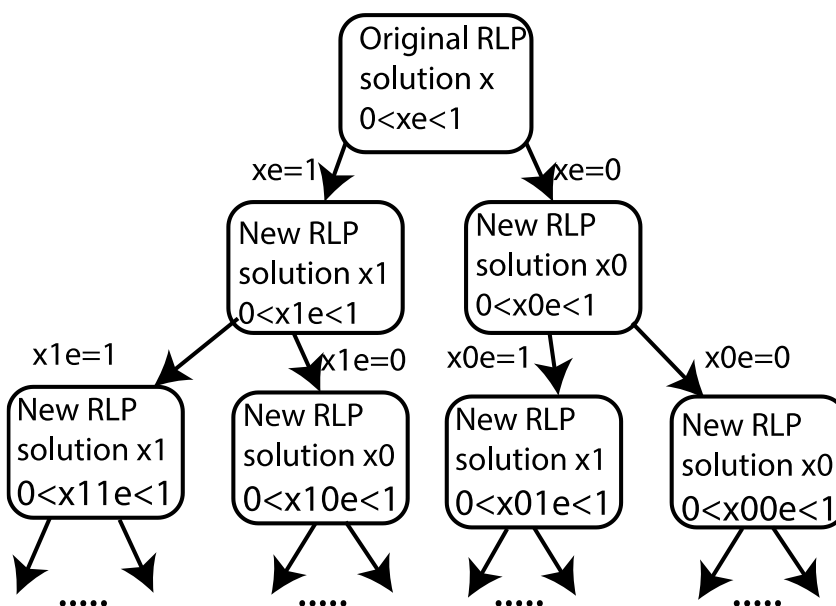 Original RLP
solution x
0<xe<1
xe=1
xe=0
New RLP
solution x1
0<x1e<1
New RLP
solution x0
0<x0e<1
x1e=1
x1e=0
x0e=1
x0e=0
New RLP
solution x1
0<x11e<1
New RLP
solution x0
0<x10e<1
New RLP
solution x1
0<x01e<1
New RLP
solution x0
0<x00e<1
.....
.....
.....
.....